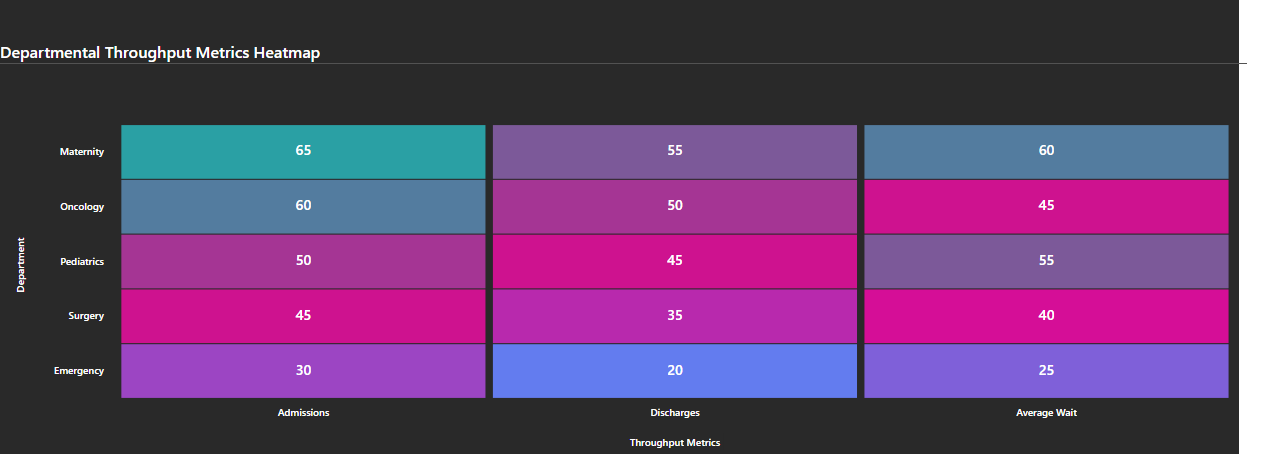 Departmental Throughput Metrics Heatmap
Department
Maternity 65 55 60
Oncology 60 50 45
Pediatrics 50 45 55
Surgery 45 35 40
Emergency 30 20 25
Admissions Discharges Average Wait
Throughput Metrics